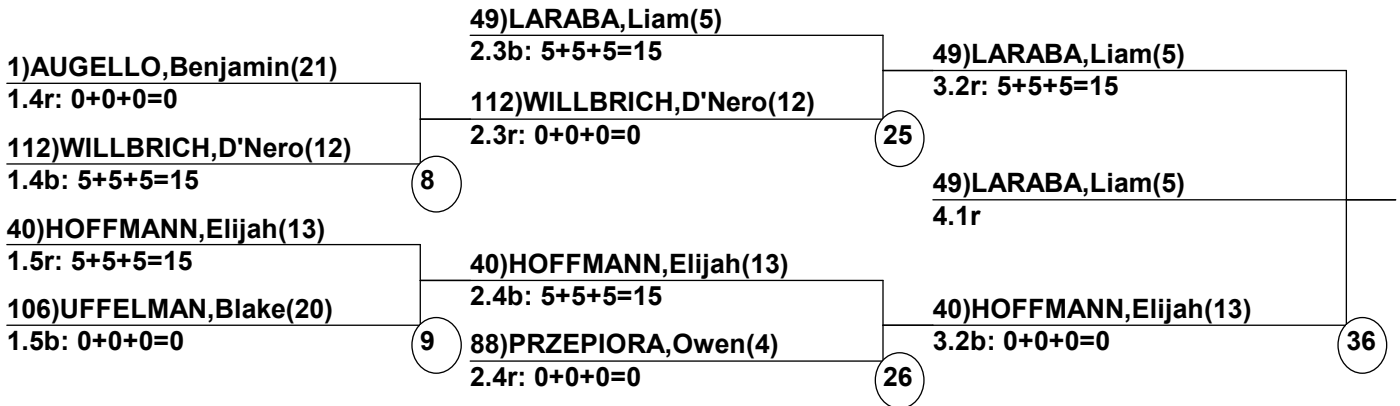 1)AUGELLO,Benjamin(21)
1.4r: 0+0+0=0
112)WILLBRICH,D'Nero(12)
1.4b: 5+5+5=15
8
40)HOFFMANN,Elijah(13)
1.5r: 5+5+5=15
106)UFFELMAN,Blake(20)
1.5b: 0+0+0=0
9
49)LARABA,Liam(5)
2.3b: 5+5+5=15
112)WILLBRICH,D'Nero(12)
2.3r: 0+0+0=0
25
40)HOFFMANN,Elijah(13)
2.4b: 5+5+5=15
88)PRZEPIORA,Owen(4)
2.4r: 0+0+0=0
26
49)LARABA,Liam(5)
3.2r: 5+5+5=15
49)LARABA,Liam(5)
4.1r
40)HOFFMANN,Elijah(13)
3.2b: 0+0+0=0
36